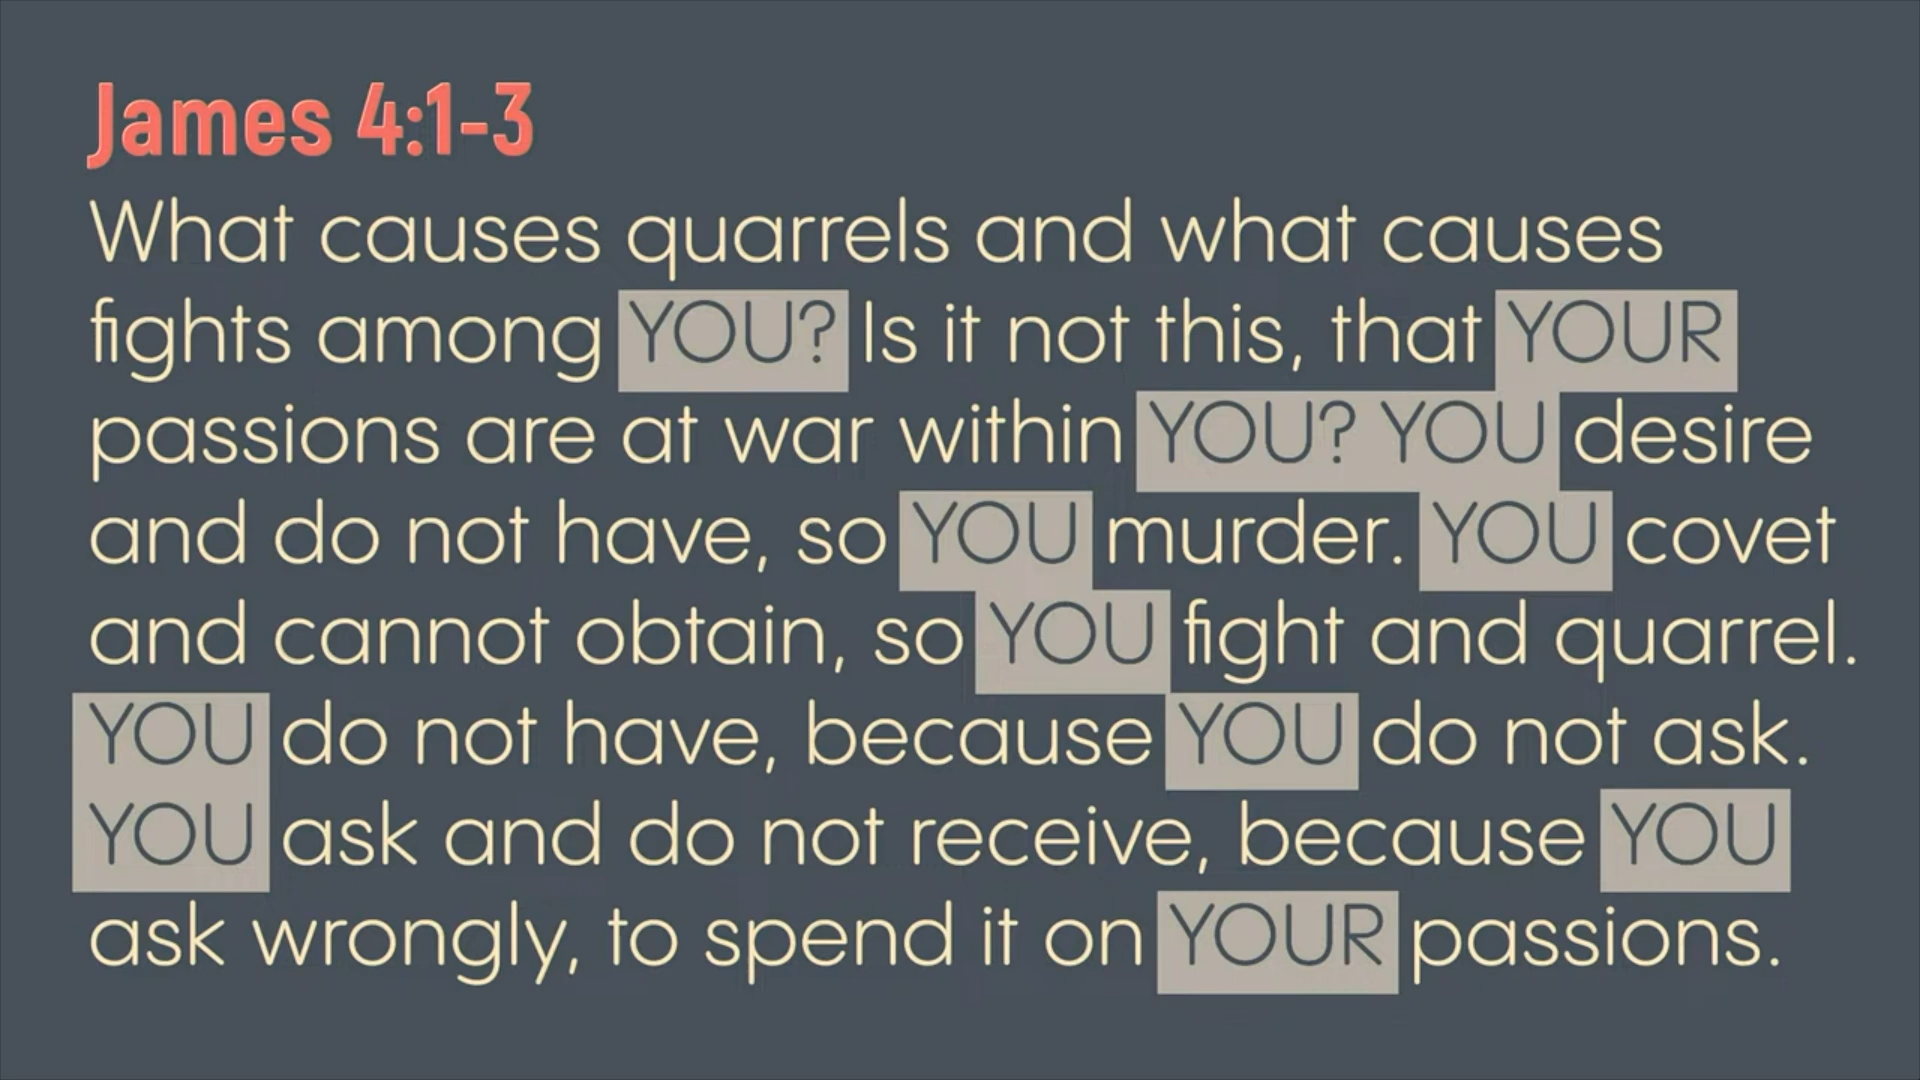 James 4:1-3
What causes quarrels and what causes
fights among YOU? Is it not this, that YOUR
passions are at war within YOU? YOU desire
and do not have, so YOU murder. YOU covet
and cannot obtain, so YOU fight and quarrel.
YOU do not have, because YOU do not ask.
YOU ask and do not receive, because YOU
ask wrongly, to spend it on YOUR passions.